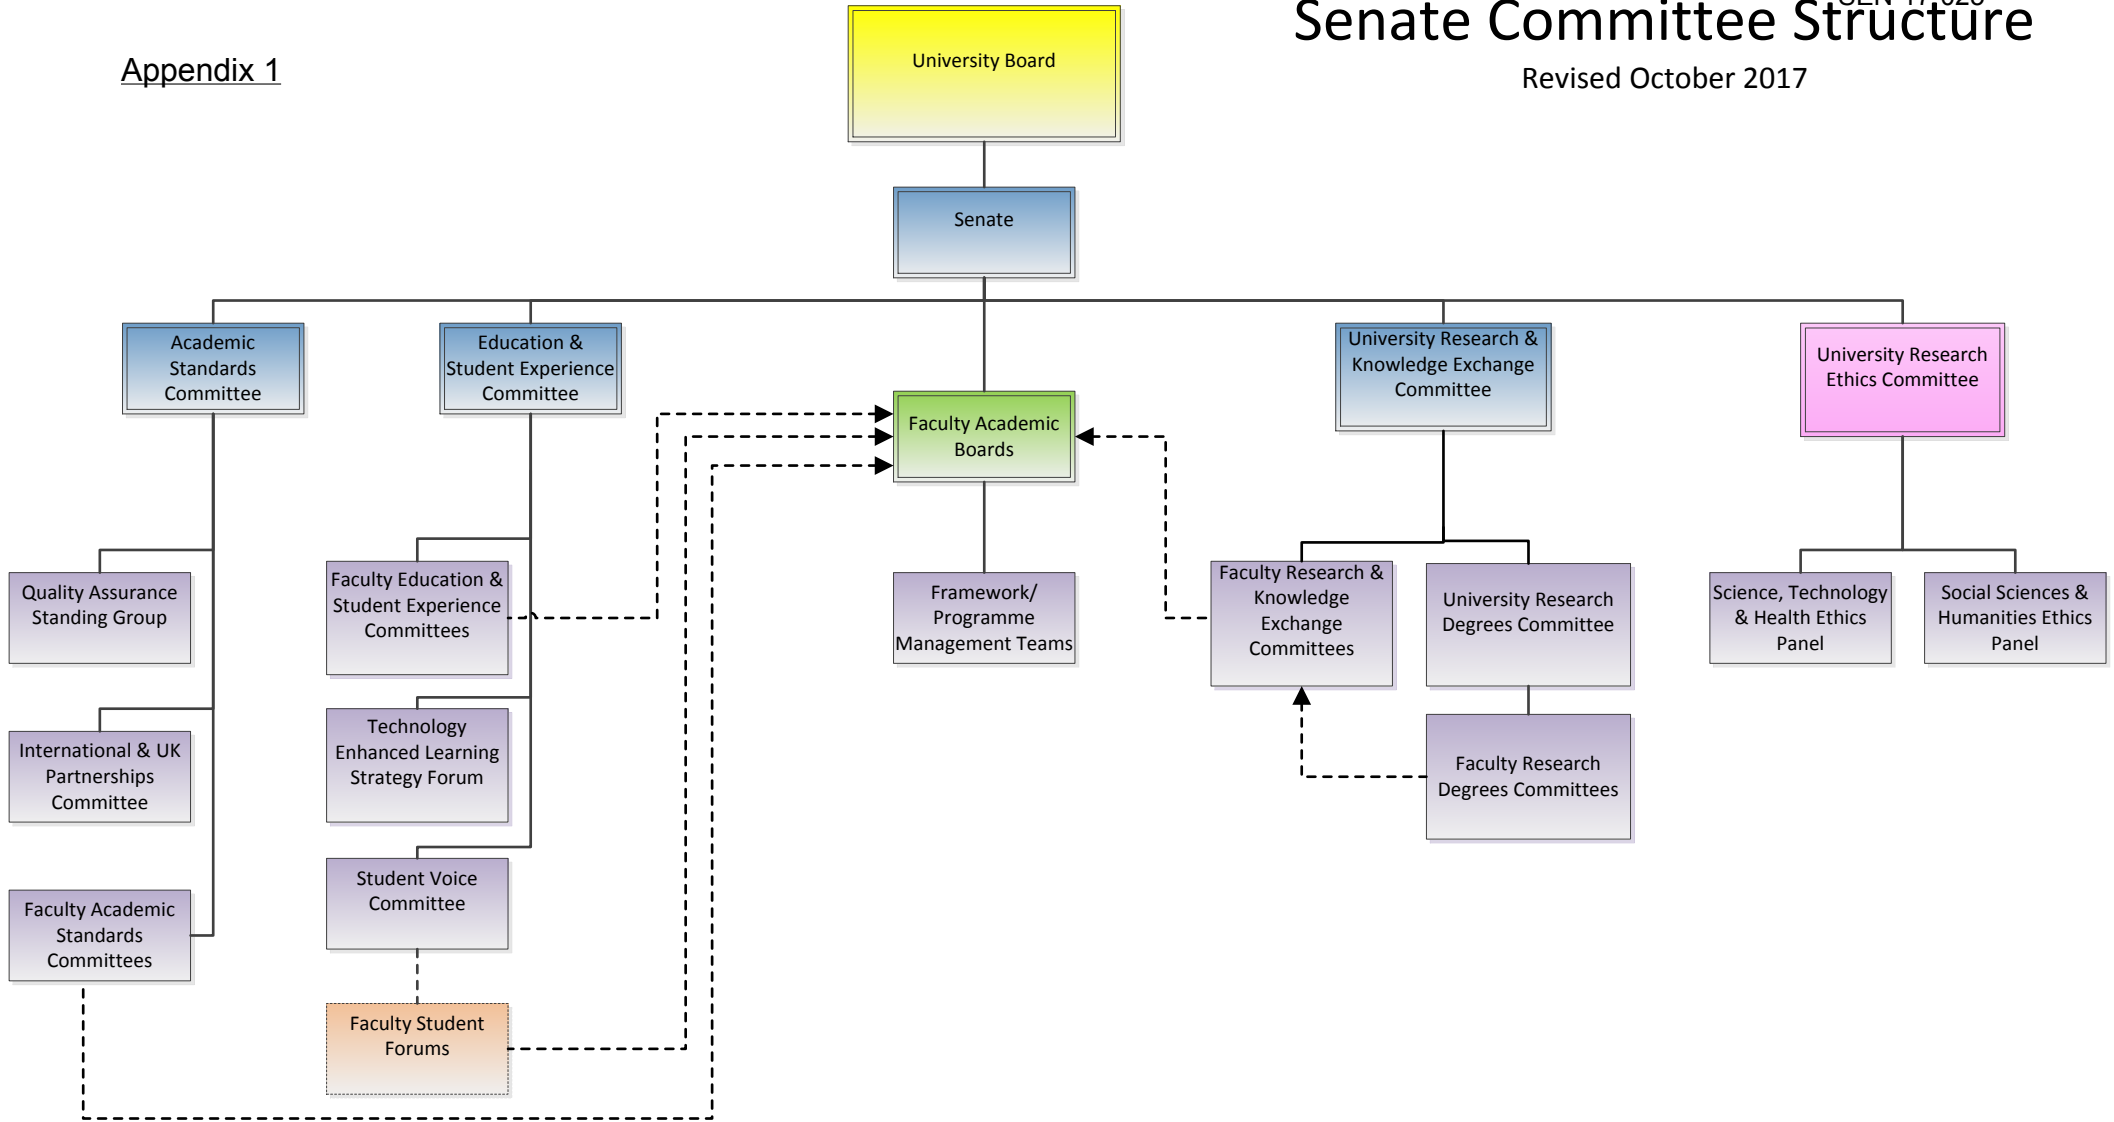 Senate Committee Structure
Revised October 2017
Appendix 1
University Board
Senate
Academic
Standards
Committee
Education &
Student Experience
Committee
Faculty Academic
Boards
University Research &
Knowledge Exchange
Committee
University Research
Ethics Committee
Quality Assurance
Standing Group
International & UK
Partnerships
Committee
Faculty Academic
Standards
Committees
Faculty Education &
Student Experience
Committees
Technology
Enhanced Learning
Strategy Forum
Student Voice
Committee
Faculty Student
Forums
Framework/
Programme
Management Teams
Faculty Research &
Knowledge
Exchange
Committees
University Research
Degrees Committee
Faculty Research
Degrees Committees
Science, Technology
& Health Ethics
Panel
Social Sciences &
Humanities Ethics
Panel